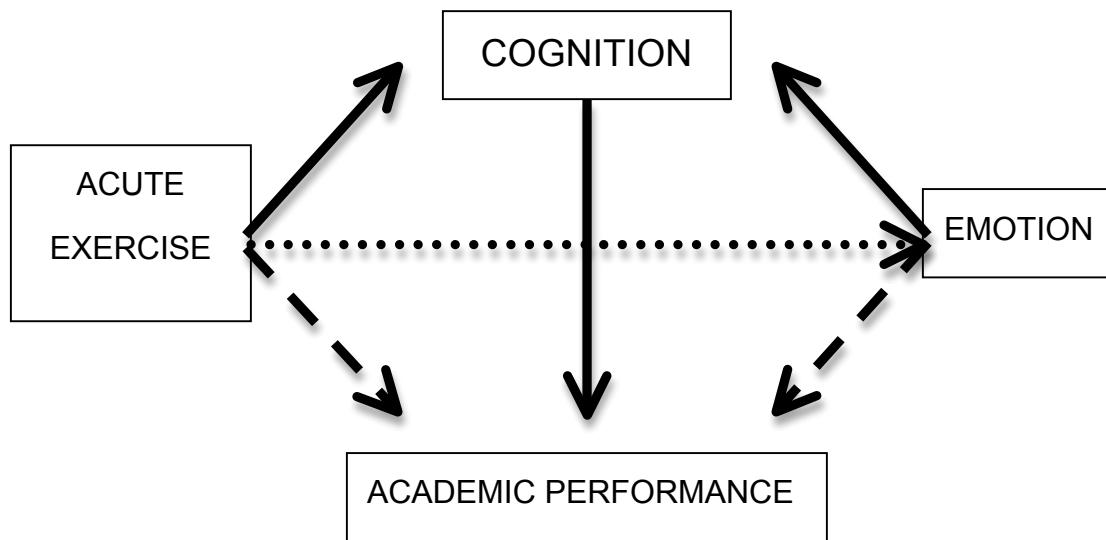 COGNITION
ACUTE
EXERCISE
EMOTION
ACADEMIC PERFORMANCE